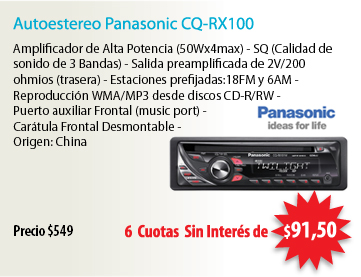 Autoestereo Panasonic CQ-RX100
Amplificador de Alta Potencia (50Wx4max) - SQ (Calidad de
sonido de 3 Bandas) - Salida preamplificada de 2V/200
ohmios (trasera) - Estaciones prefijadas:18FM y 6AM -
Reproducción WMA/MP3 desde discos CD-R/RW -
Puerto auxiliar Frontal (music port) -
Carátula Frontal Desmontable -
Origen: China
Panasonic
ideas for life
Panasonic
Precio $549
6 Cuotas Sin Interés de
$91,50